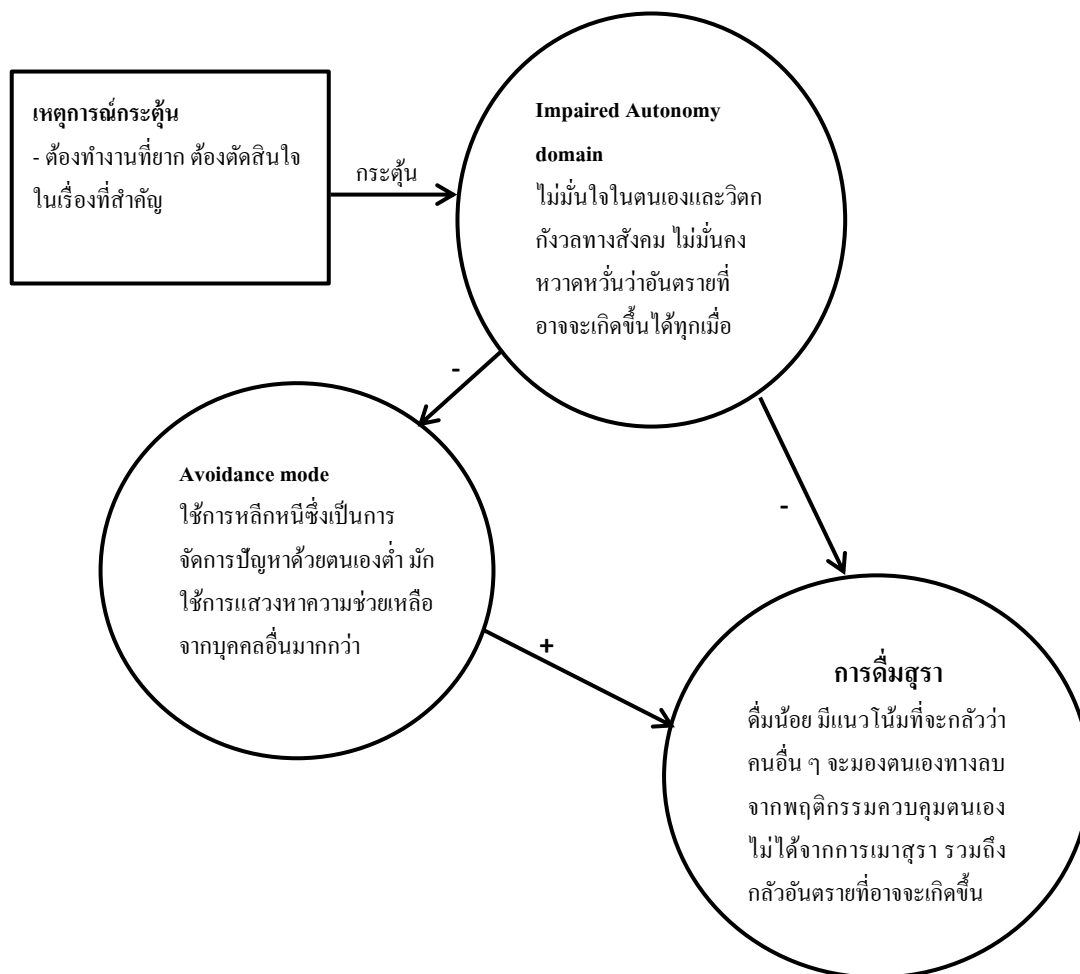 เหตุการณ์กระตุ้น
- ต้องทำงานที่ยาก ต้องตัดสินใจ
ในเรื่องที่สำคัญ
กระตุ้น
Impaired Autonomy
domain
ไม่มั่นใจในตนเองและวิตก
กังวลทางสังคม ไม่มั่นคง
หวาดหวั่นว่าอันตรายที่
อาจจะเกิดขึ้นได้ทุกเมื่อ
-
-
Avoidance mode
ใช้การหลีกหนีซึ่งเป็นการ
จัดการปัญหาด้วยตนเองต่ำ มัก
ใช้การแสวงหาความช่วยเหลือ
จากบุคคลอื่นมากกว่า
+
การดื่มสุรา
ดื่มน้อย มีแนวโน้มที่จะกลัวว่า
คนอื่น ๆ จะมองตนเองทางลบ
จากพฤติกรรมควบคุมตนเอง
ไม่ได้จากการเมาสุรา รวมถึง
กลัวอันตรายที่อาจจะเกิดขึ้น